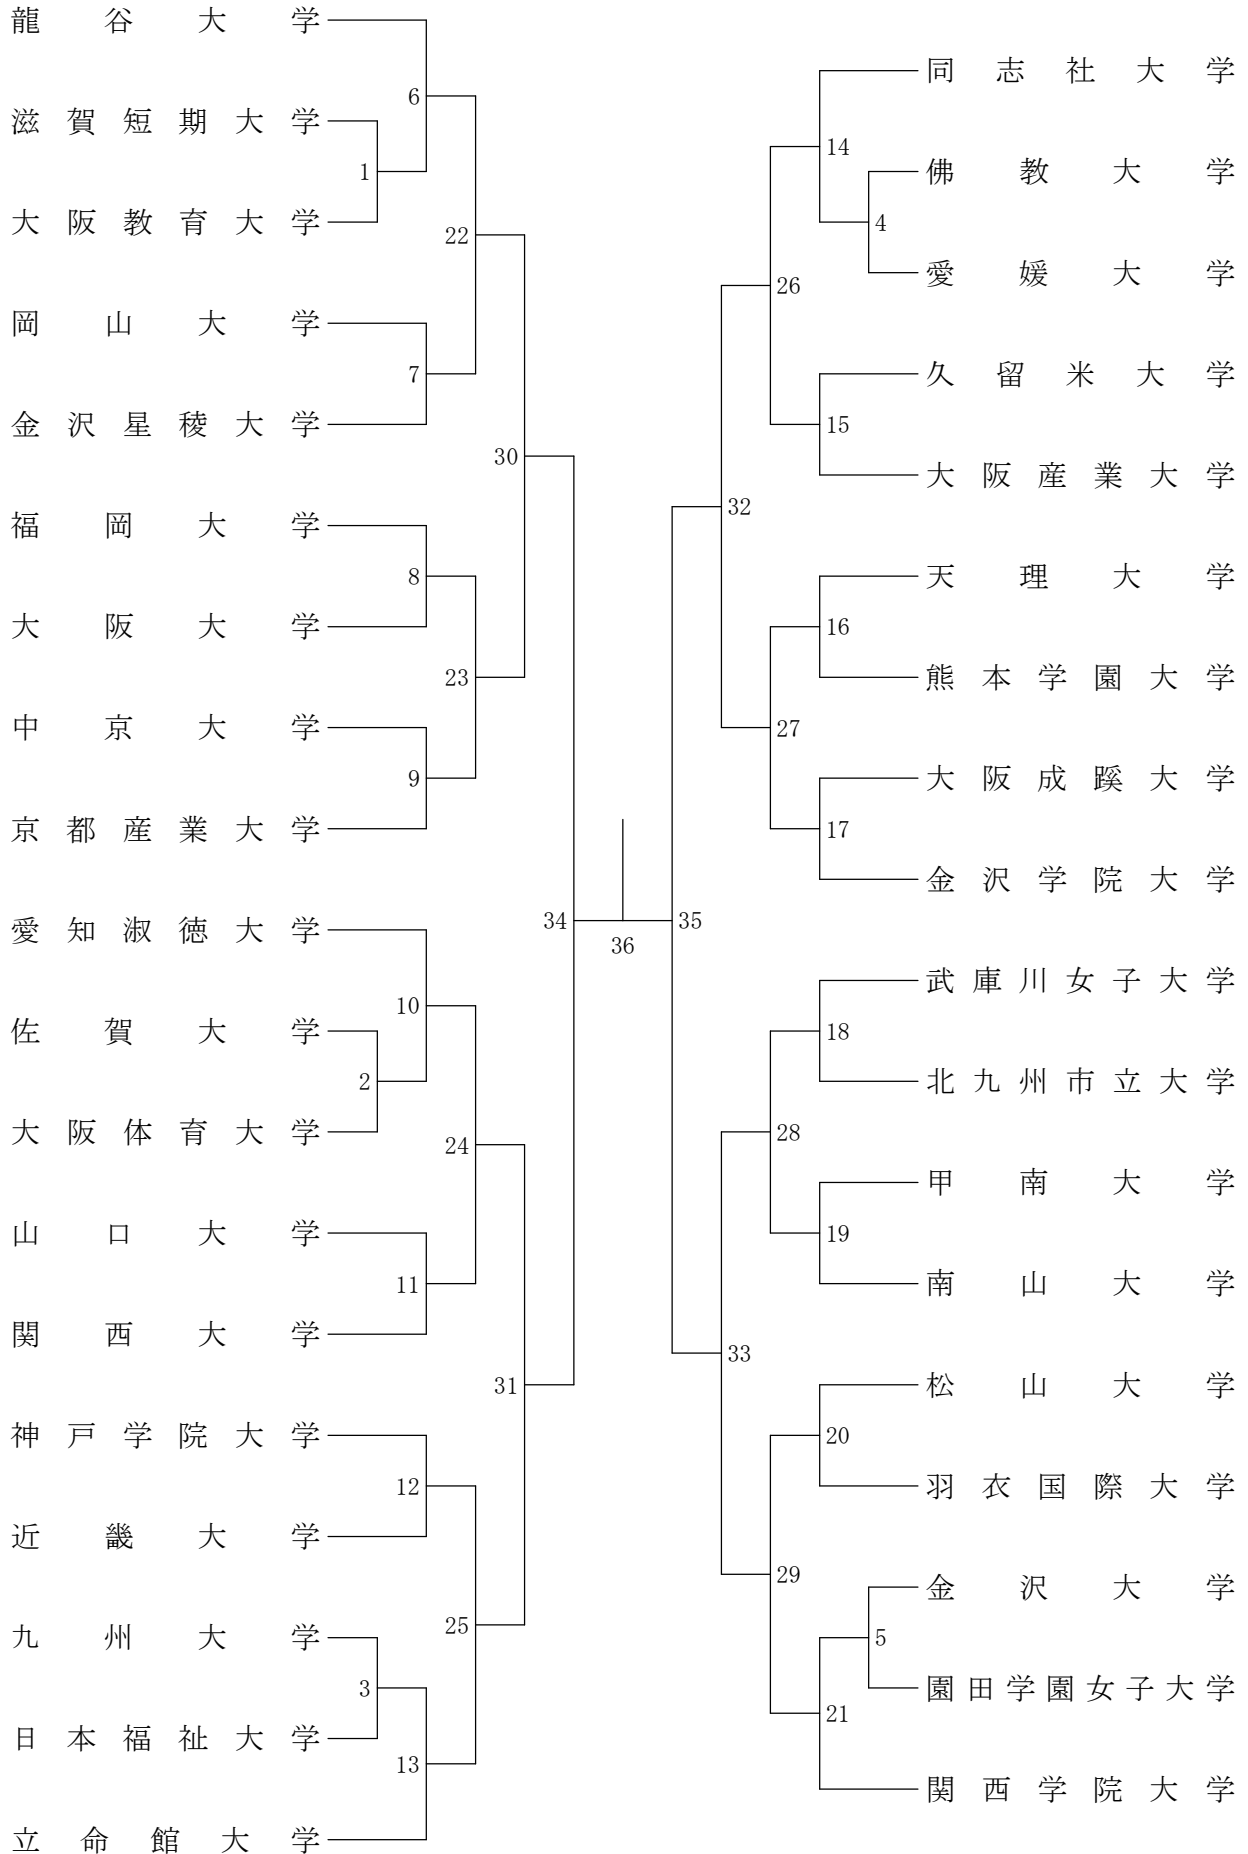 龍谷大学
滋賀短期大学
大阪教育大学
岡山大学
金沢星稜大学
福岡大学
大阪大学
中京大学
京都産業大学
愛知淑徳大学
佐賀大学
大阪体育大学
山口大学
関西大学
神戸学院大学
近畿大学
九州大学
日本福祉大学
立命館大学
6
1
22
7
30
8
23
9
34
10
2
24
11
31
12
25
3
13
36
35
14
4
26
15
32
16
27
17
18
28
19
33
20
29
5
21
同志社大学
佛教大学
愛媛大学
久留米大学
大阪産業大学
天理大学
熊本学園大学
大阪成蹊大学
金沢学院大学
武庫川女子大学
北九州市立大学
甲南大学
南山大学
松山大学
羽衣国際大学
金沢大学
園田学園女子大学
関西学院大学